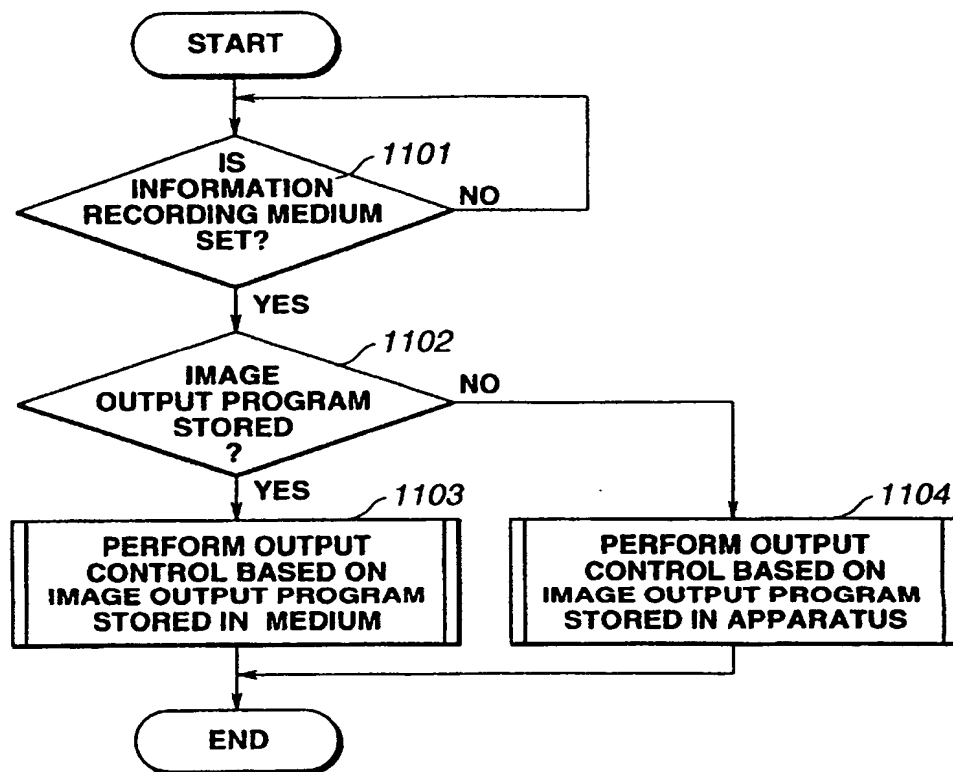 START
1101
IS
INFORMATION
RECORDING MEDIUM
SET?
NO
YES
1102
IMAGE
OUTPUT PROGRAM
STORED
?
NO
YES
1103
PERFORM OUTPUT
CONTROL BASED ON
IMAGE OUTPUT PROGRAM
STORED IN MEDIUM
1104
PERFORM OUTPUT
CONTROL BASED ON
IMAGE OUTPUT PROGRAM
STORED IN APPARATUS
END